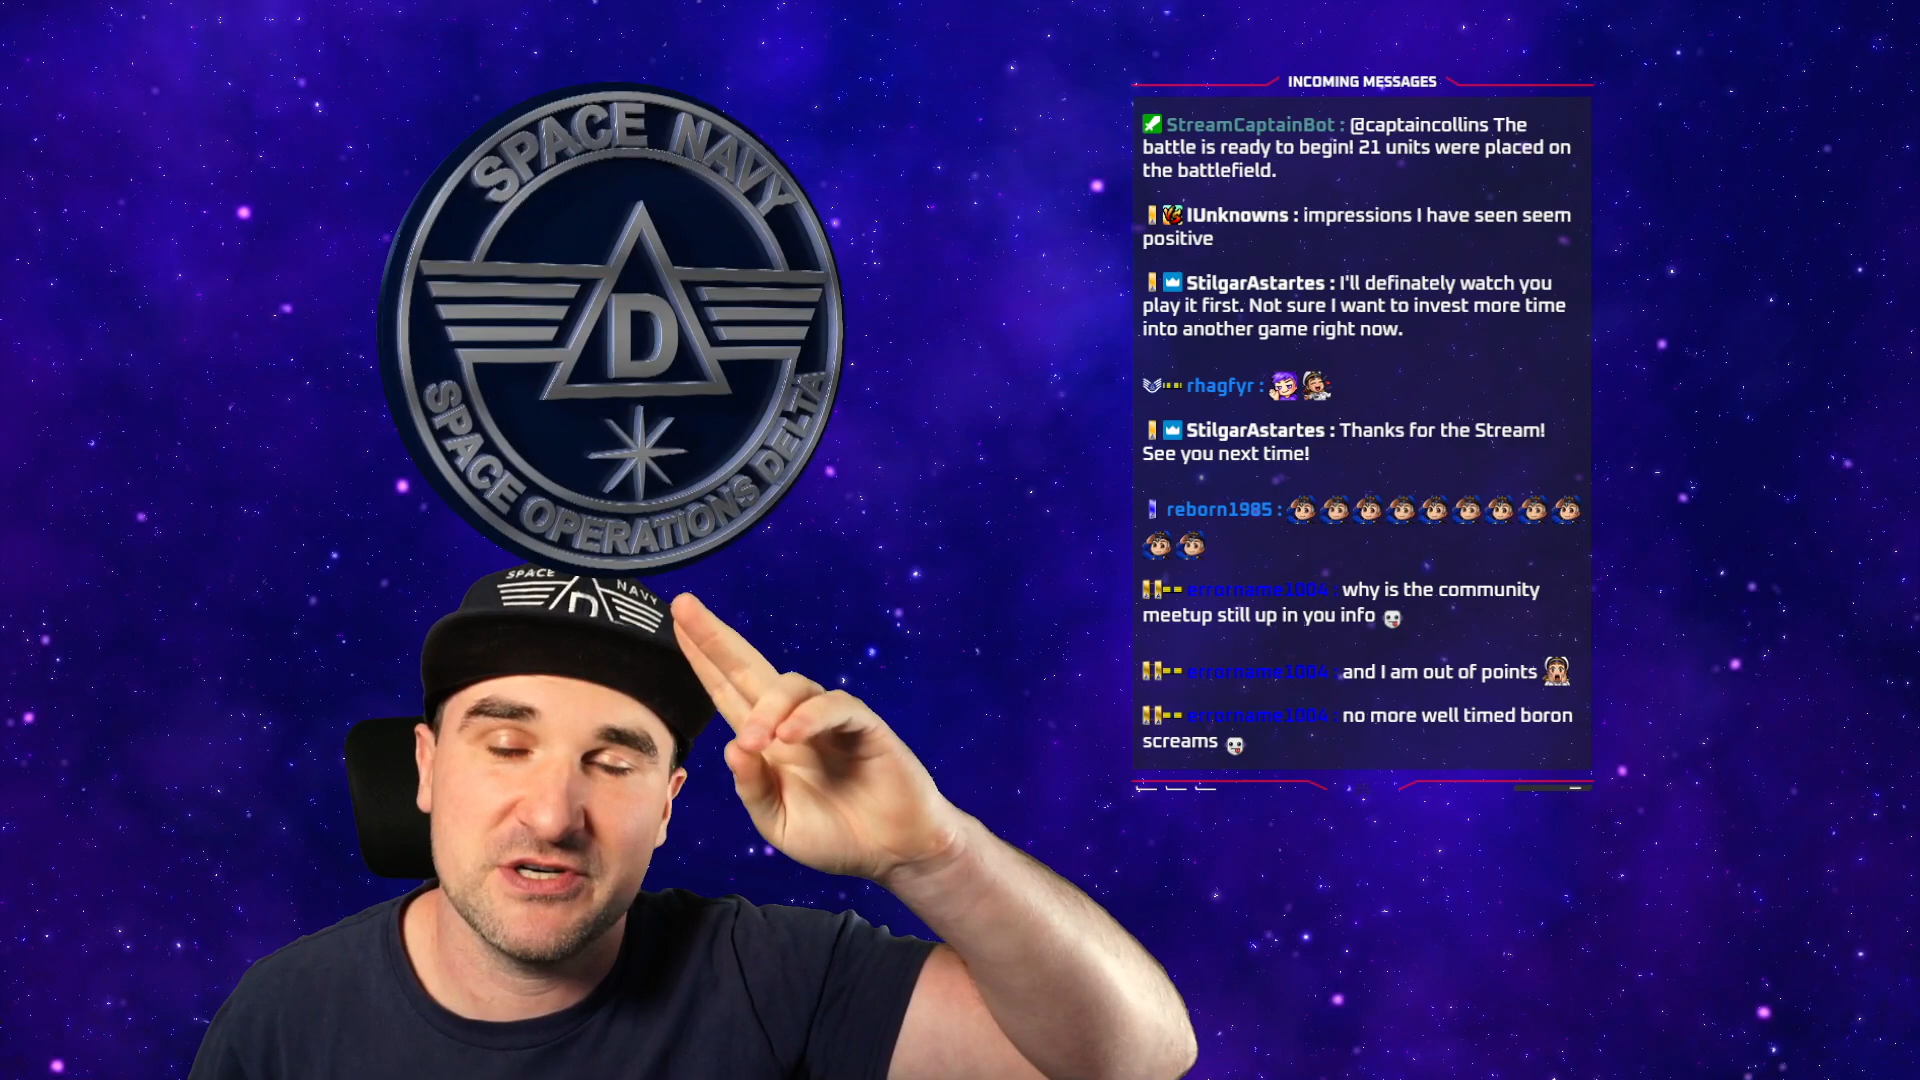 SPACE NAVY
D
SPACE OPERATIONS DELTA
SPACE NAVY
D
INCOMING MESSAGES
StreamCaptainBot : @captaincollins The
battle is ready to begin! 21 units were placed on
the battlefield.
IUnknowns : impressions I have seen seem
positive
StilgarAstartes : I'll definately watch you
play it first. Not sure I want to invest more time
into another game right now.
rhagfyr :
StilgarAstartes : Thanks for the Stream!
See you next time!
reborn1985 :
errorname1004 : why is the community
meetup still up in you info
errorname1004 : and I am out of points
errorname1004 : no more well timed boron
screams